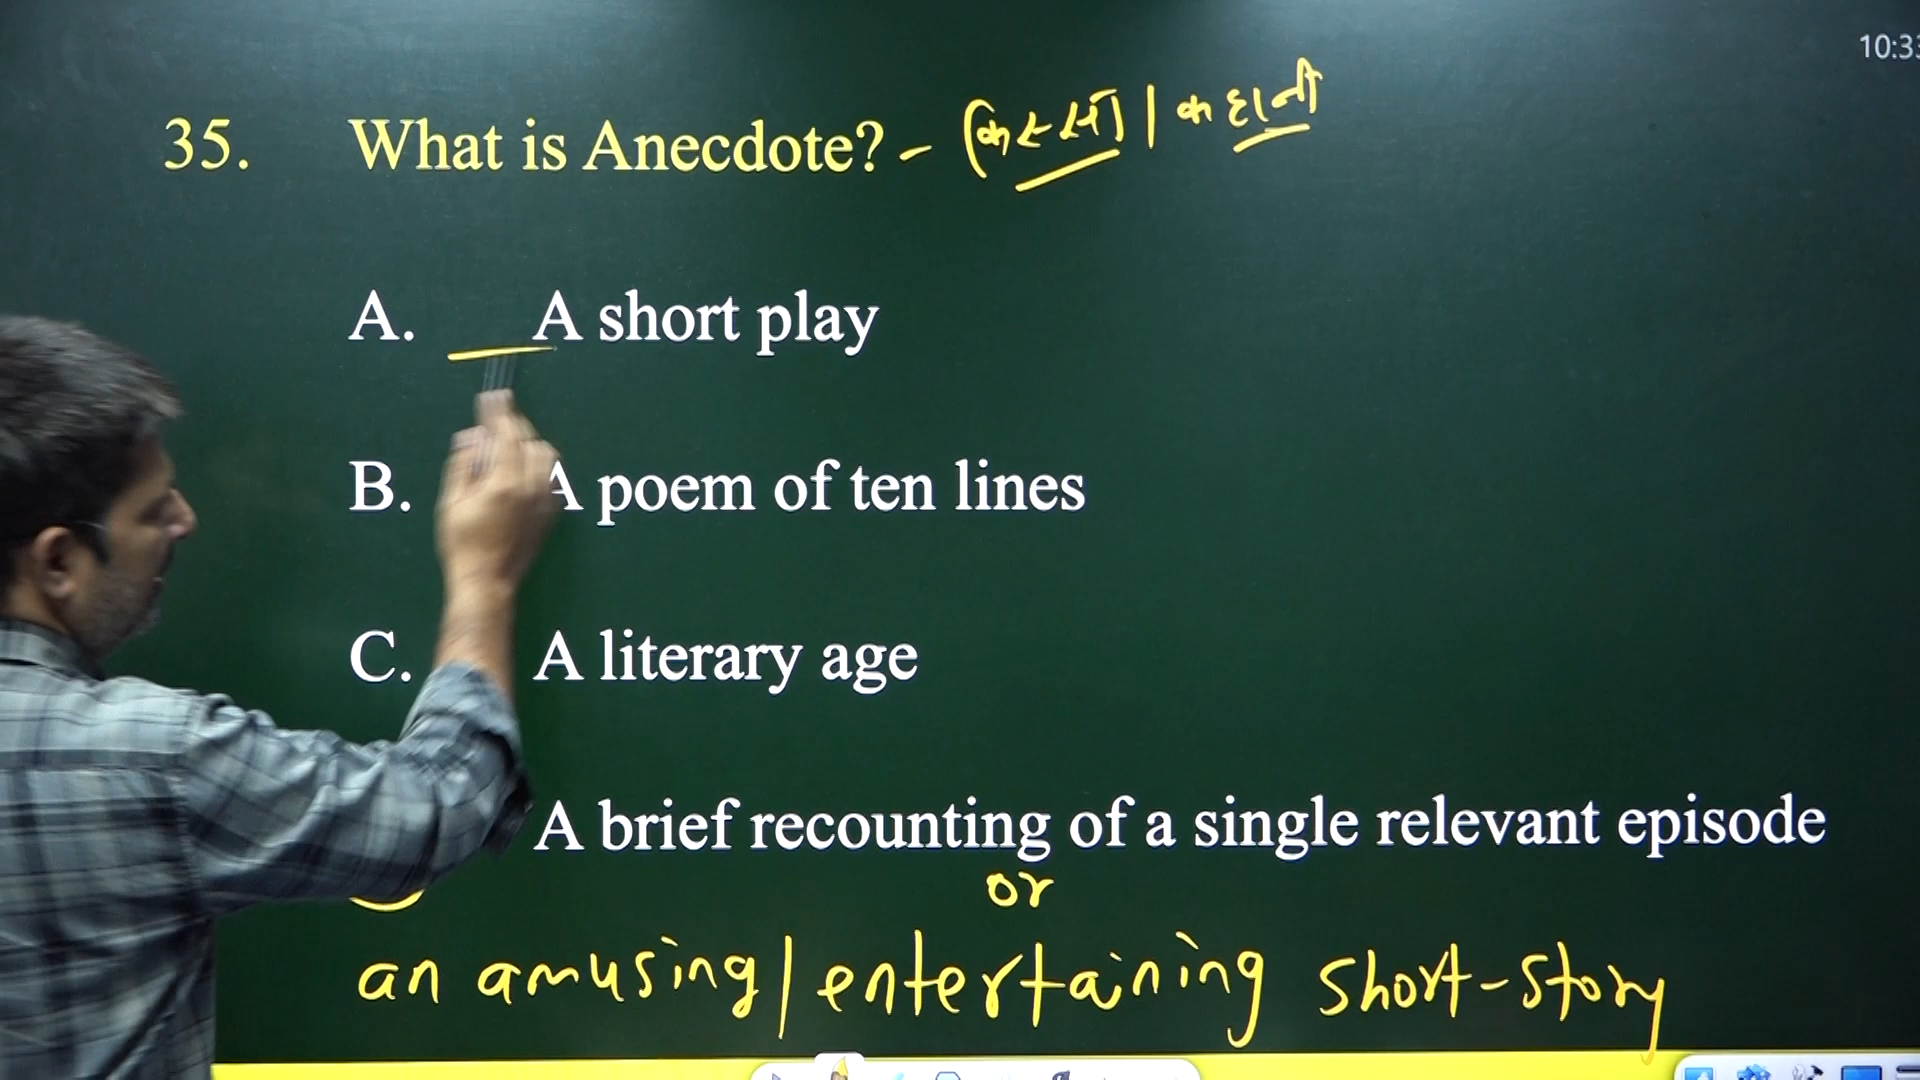 10:33
35. What is Anecdote? - किस्सा | कहानी
A. A short play
B. A poem of ten lines
C. A literary age
A brief recounting of a single relevant episode
or
an amusing/entertaining short-story